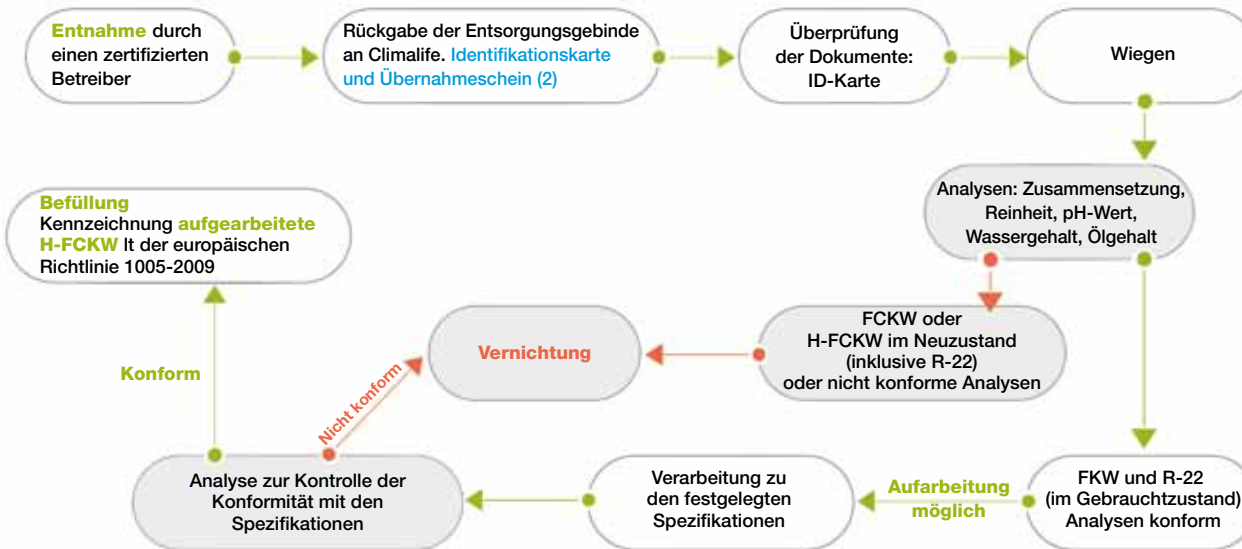 Entnahme durch
einen zertifizierten
Betreiber
Rückgabe der Entsorgungsgebinde
an Climalife. Identifikationskarte
und Übernahmeschein (2)
Überprüfung
der Dokumente:
ID-Karte
Wiegen
Analysen: Zusammensetzung,
Reinheit, pH-Wert,
Wassergehalt, Ölgehalt
Befüllung
Kennzeichnung aufgearbeitete
H-FCKW lt der europäischen
Richtlinie 1005-2009
FCKW oder
H-FCKW im Neuzustand
(inklusive R-22)
oder nicht konforme Analysen
Vernichtung
Konform
Nicht konform
Analyse zur Kontrolle der
Konformität mit den
Spezifikationen
Verarbeitung zu
den festgelegten
Spezifikationen
Aufarbeitung
möglich
FKW und R-22
(im Gebrauchtzustand)
Analysen konform